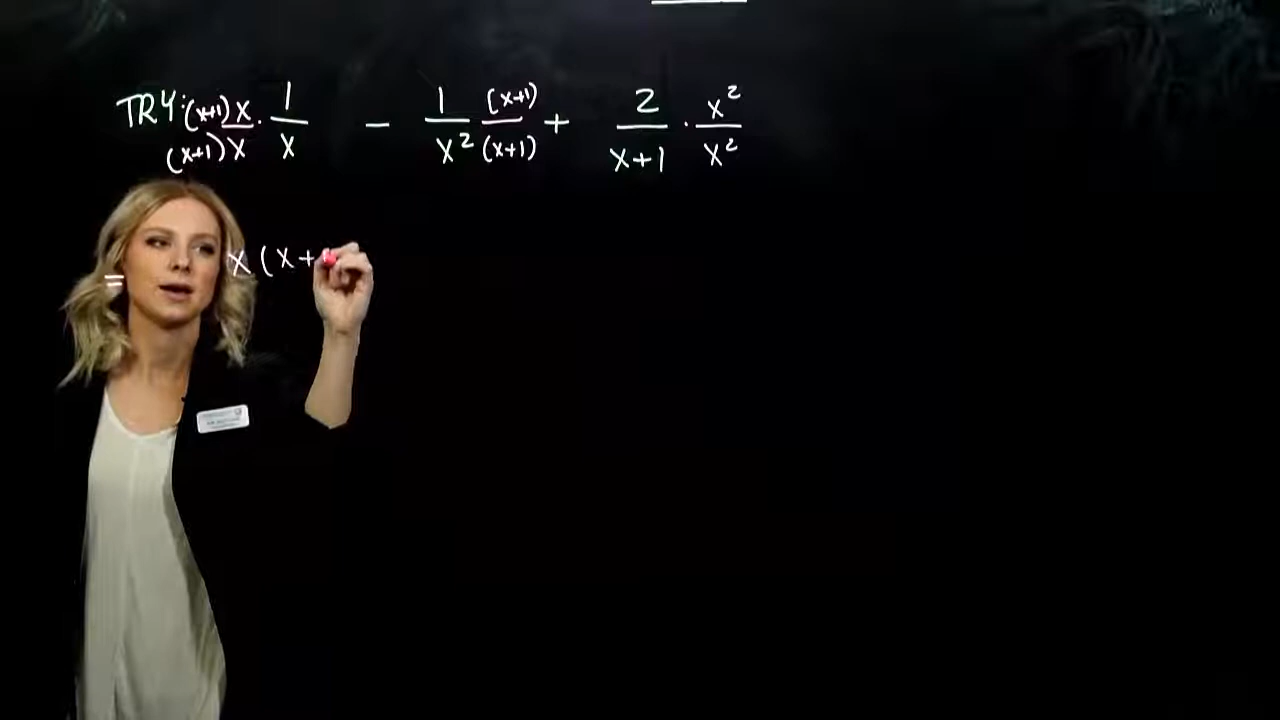 TRY: (x+1)x/(x+1)x · 1/x − 1/x² (x+1)/(x+1) + 2/x+1 · x²/x²
= x (x+